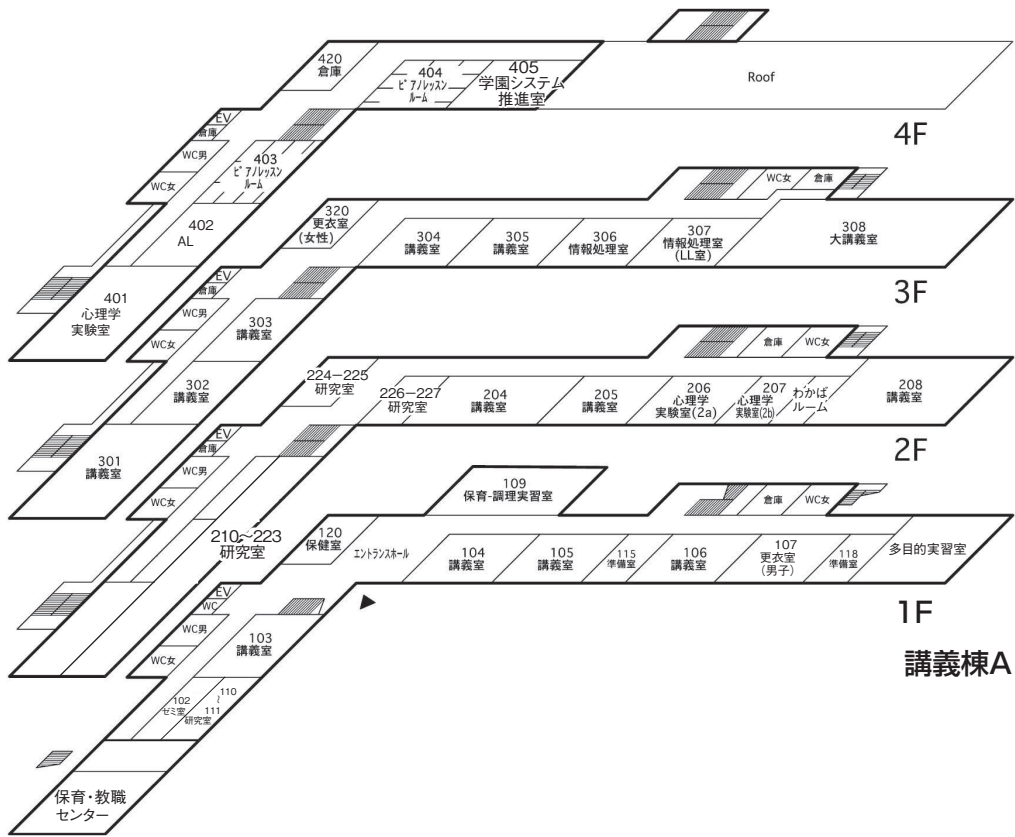 420
倉庫
404
ピアノレッスン
ルーム
405
学園システム
推進室
Roof
4F
EV
倉庫
WC男
WC女
403
ピアノレッスン
ルーム
402
AL
401
心理学
実験室
320
更衣室
(女性)
304
講義室
305
講義室
306
情報処理室
307
情報処理室
(LL室)
WC女
倉庫
308
大講義室
3F
EV
倉庫
WC男
WC女
303
講義室
302
講義室
301
講義室
224−225
研究室
226−227
研究室
204
講義室
205
講義室
206
心理学
実験室(2a)
207
心理学
実験室(2b)
わかば
ルーム
倉庫
WC女
208
講義室
2F
EV
倉庫
WC男
WC女
210〜223
研究室
109
保育-調理実習室
120
保健室
エントランスホール
104
講義室
105
講義室
115
準備室
106
講義室
107
更衣室
(男子)
118
準備室
倉庫
WC女
多目的実習室
1F
EV
WC
WC男
WC女
103
講義室
102
ゼミ室
110
〜
111
研究室
保育・教職
センター
講義棟A